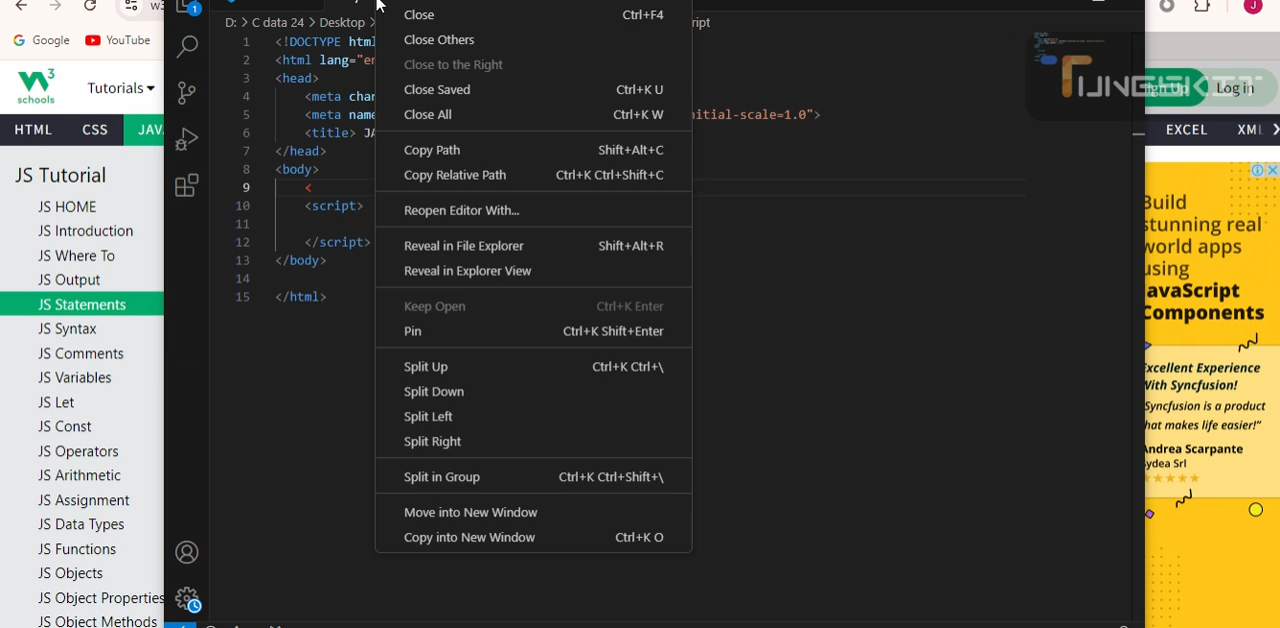 w3
Google
YouTube
W3
schools
Tutorials
HTML
CSS
JAV
JS Tutorial
JS HOME
JS Introduction
JS Where To
JS Output
JS Statements
JS Syntax
JS Comments
JS Variables
JS Let
JS Const
JS Operators
JS Arithmetic
JS Assignment
JS Data Types
JS Functions
JS Objects
JS Object Properties
JS Object Methods
1
D: > C data 24 > Desktop >
ript
1 <!DOCTYPE htm
2 <html lang="en
3 <head>
4 <meta char
5 <meta name nitial-scale=1.0">
6 <title> JA
7 </head>
8 <body>
9 <
10 <script>
11
12 </script>
13 </body>
14
15 </html>
Close Ctrl+F4
Close Others
Close to the Right
Close Saved Ctrl+K U
Close All Ctrl+K W
Copy Path Shift+Alt+C
Copy Relative Path Ctrl+K Ctrl+Shift+C
Reopen Editor With...
Reveal in File Explorer Shift+Alt+R
Reveal in Explorer View
Keep Open Ctrl+K Enter
Pin Ctrl+K Shift+Enter
Split Up Ctrl+K Ctrl+\
Split Down
Split Left
Split Right
Split in Group Ctrl+K Ctrl+Shift+\
Move into New Window
Copy into New Window Ctrl+K O
J
Sign Up
Log in
EXCEL
XML
Build
stunning real
world apps
using
JavaScript
Components
Excellent Experience
With Syncfusion!
"Syncfusion is a product
that makes life easier!"
Andrea Scarpante
Sydea Srl